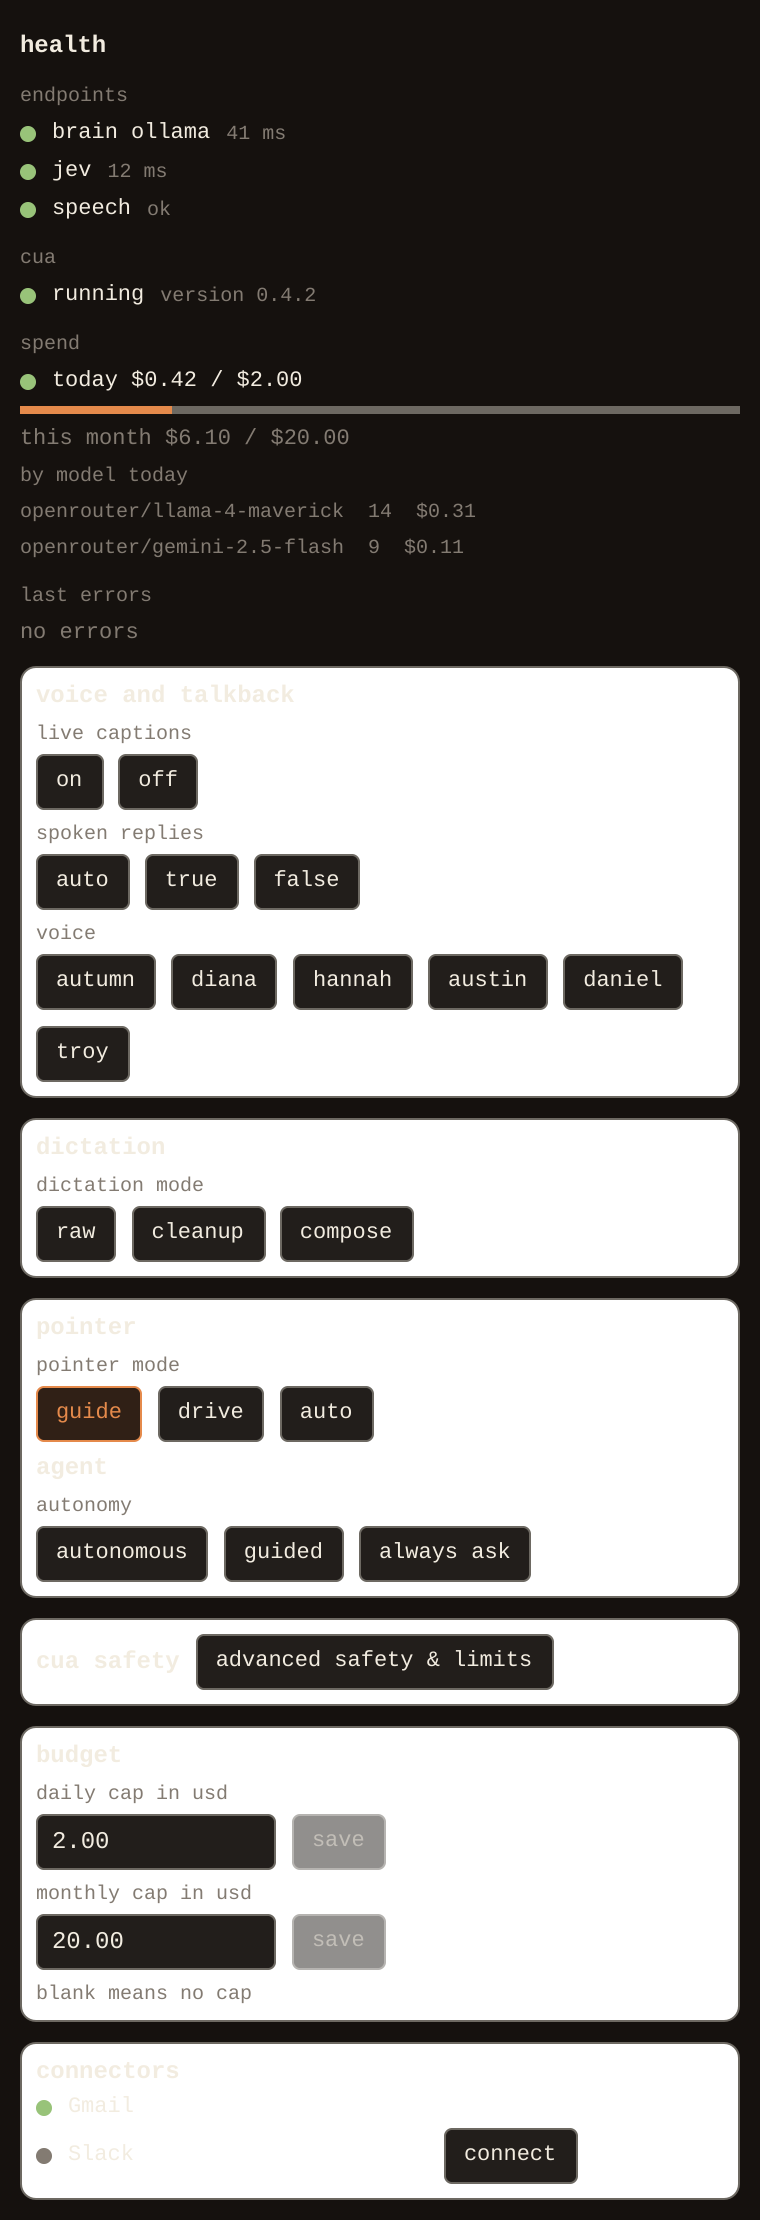 health
endpoints
brain ollama 41 ms
jev 12 ms
speech ok
cua
running version 0.4.2
spend
today $0.42 / $2.00
this month $6.10 / $20.00
by model today
openrouter/llama-4-maverick 14 $0.31
openrouter/gemini-2.5-flash 9 $0.11
last errors
no errors
voice and talkback
live captions
on off
spoken replies
auto true false
voice
autumn diana hannah austin daniel
troy
dictation
dictation mode
raw cleanup compose
pointer
pointer mode
guide drive auto
agent
autonomy
autonomous guided always ask
cua safety advanced safety & limits
budget
daily cap in usd
2.00 save
monthly cap in usd
20.00 save
blank means no cap
connectors
Gmail
Slack connect